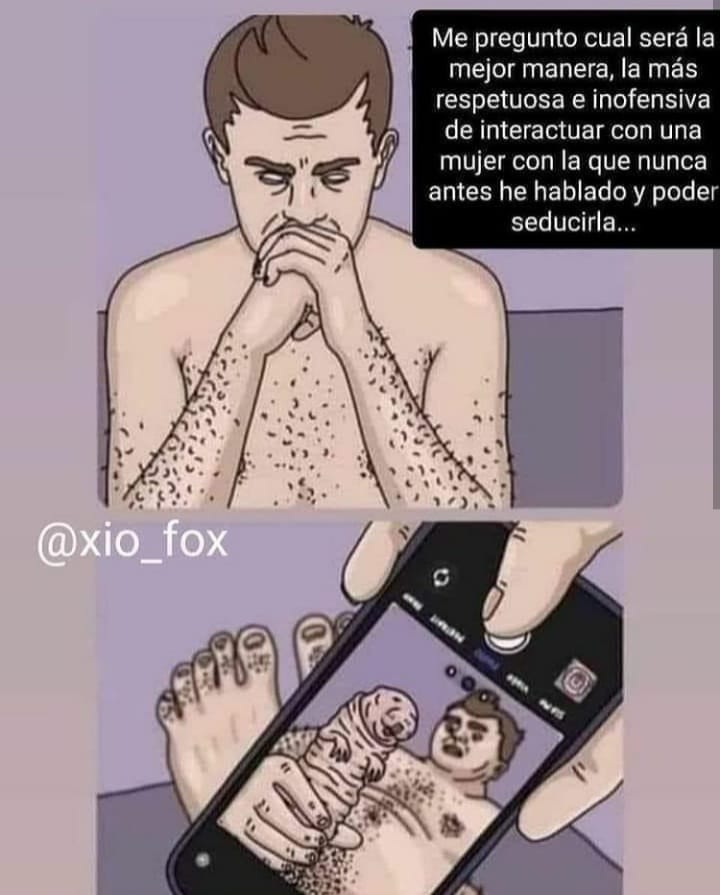 Me pregunto cual será la
mejor manera, la más
respetuosa e inofensiva
de interactuar con una
mujer con la que nunca
antes he hablado y poder
seducirla...
@xio_fox